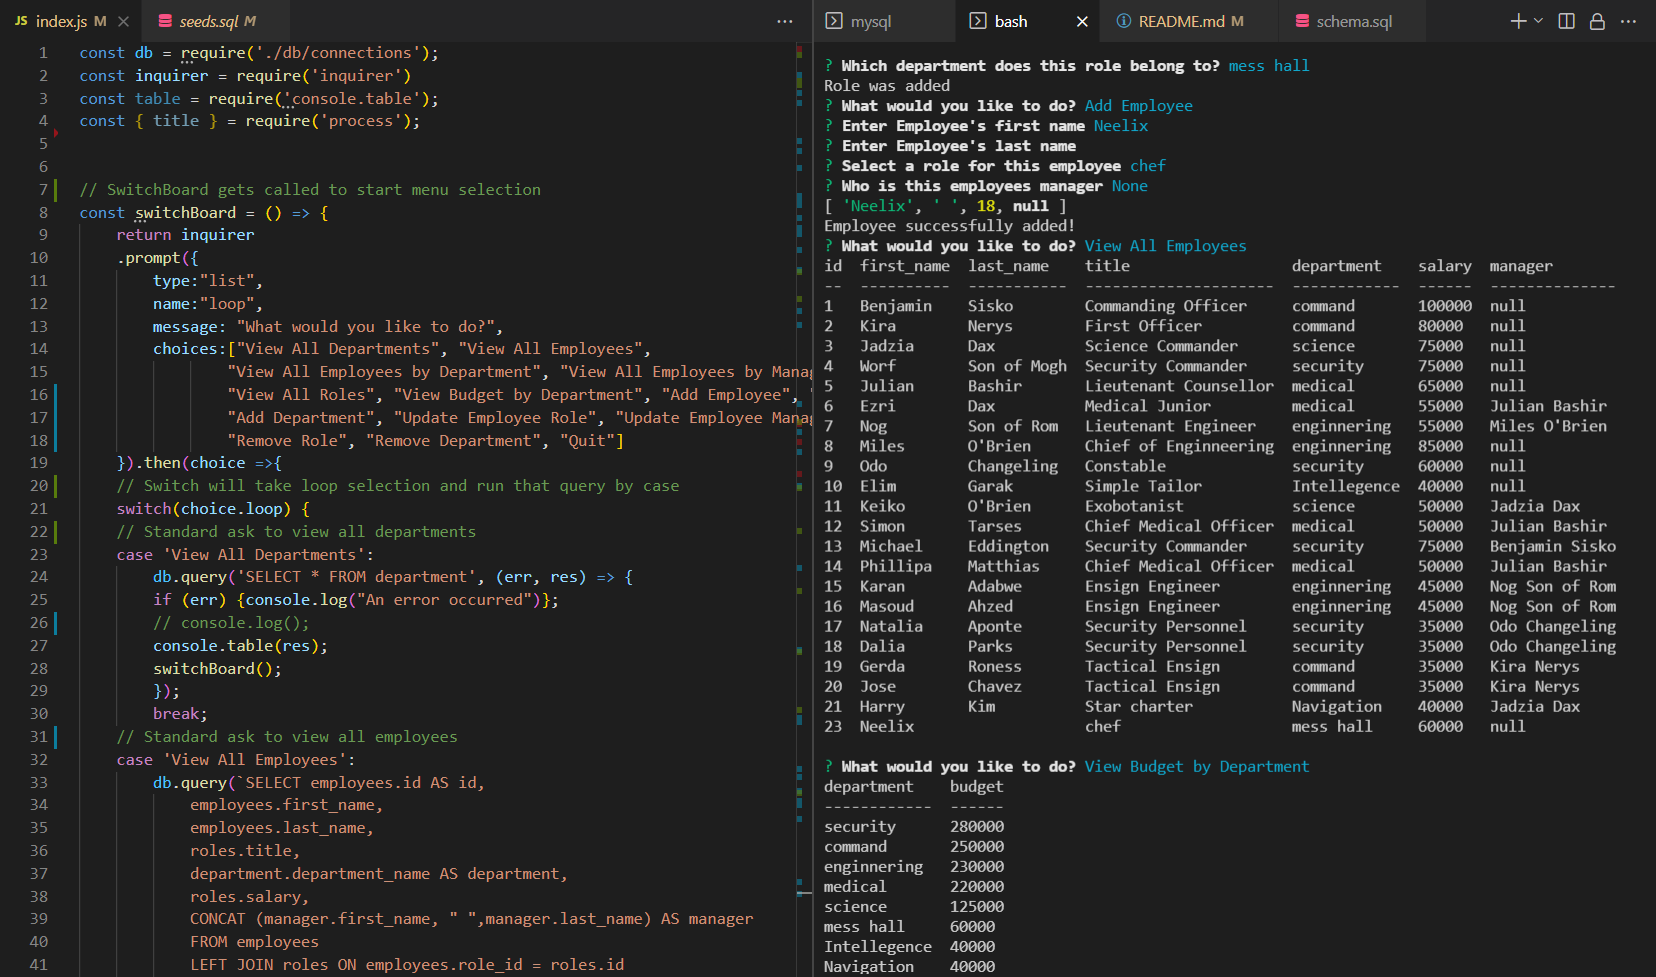 JS index.js M
seeds.sql M
mysql
bash
README.md M
schema.sql
1 const db = require('./db/connections');
2 const inquirer = require('inquirer')
3 const table = require('console.table');
4 const { title } = require('process');
5
6
7 // SwitchBoard gets called to start menu selection
8 const switchBoard = () => {
9 return inquirer
10 .prompt({
11 type:"list",
12 name:"loop",
13 message: "What would you like to do?",
14 choices:["View All Departments", "View All Employees",
15 "View All Employees by Department", "View All Employees by Manag
16 "View All Roles", "View Budget by Department", "Add Employee", "
17 "Add Department", "Update Employee Role", "Update Employee Manag
18 "Remove Role", "Remove Department", "Quit"]
19 }).then(choice =>{
20 // Switch will take loop selection and run that query by case
21 switch(choice.loop) {
22 // Standard ask to view all departments
23 case 'View All Departments':
24 db.query('SELECT * FROM department', (err, res) => {
25 if (err) {console.log("An error occurred")};
26 // console.log();
27 console.table(res);
28 switchBoard();
29 });
30 break;
31 // Standard ask to view all employees
32 case 'View All Employees':
33 db.query(`SELECT employees.id AS id,
34 employees.first_name,
35 employees.last_name,
36 roles.title,
37 department.department_name AS department,
38 roles.salary,
39 CONCAT (manager.first_name, " ",manager.last_name) AS manager
40 FROM employees
41 LEFT JOIN roles ON employees.role_id = roles.id
? Which department does this role belong to? mess hall
Role was added
? What would you like to do? Add Employee
? Enter Employee's first name Neelix
? Enter Employee's last name
? Select a role for this employee chef
? Who is this employees manager None
[ 'Neelix', ' ', 18, null ]
Employee successfully added!
? What would you like to do? View All Employees
id first_name last_name title department salary manager
-- ---------- ----------- --------------------- ------------ ------ --------------
1 Benjamin Sisko Commanding Officer command 100000 null
2 Kira Nerys First Officer command 80000 null
3 Jadzia Dax Science Commander science 75000 null
4 Worf Son of Mogh Security Commander security 75000 null
5 Julian Bashir Lieutenant Counsellor medical 65000 null
6 Ezri Dax Medical Junior medical 55000 Julian Bashir
7 Nog Son of Rom Lieutenant Engineer enginnering 55000 Miles O'Brien
8 Miles O'Brien Chief of Enginneering enginnering 85000 null
9 Odo Changeling Constable security 60000 null
10 Elim Garak Simple Tailor Intellegence 40000 null
11 Keiko O'Brien Exobotanist science 50000 Jadzia Dax
12 Simon Tarses Chief Medical Officer medical 50000 Julian Bashir
13 Michael Eddington Security Commander security 75000 Benjamin Sisko
14 Phillipa Matthias Chief Medical Officer medical 50000 Julian Bashir
15 Karan Adabwe Ensign Engineer enginnering 45000 Nog Son of Rom
16 Masoud Ahzed Ensign Engineer enginnering 45000 Nog Son of Rom
17 Natalia Aponte Security Personnel security 35000 Odo Changeling
18 Dalia Parks Security Personnel security 35000 Odo Changeling
19 Gerda Roness Tactical Ensign command 35000 Kira Nerys
20 Jose Chavez Tactical Ensign command 35000 Kira Nerys
21 Harry Kim Star charter Navigation 40000 Jadzia Dax
23 Neelix chef mess hall 60000 null
? What would you like to do? View Budget by Department
department budget
------------ ------
security 280000
command 250000
enginnering 230000
medical 220000
science 125000
mess hall 60000
Intellegence 40000
Navigation 40000